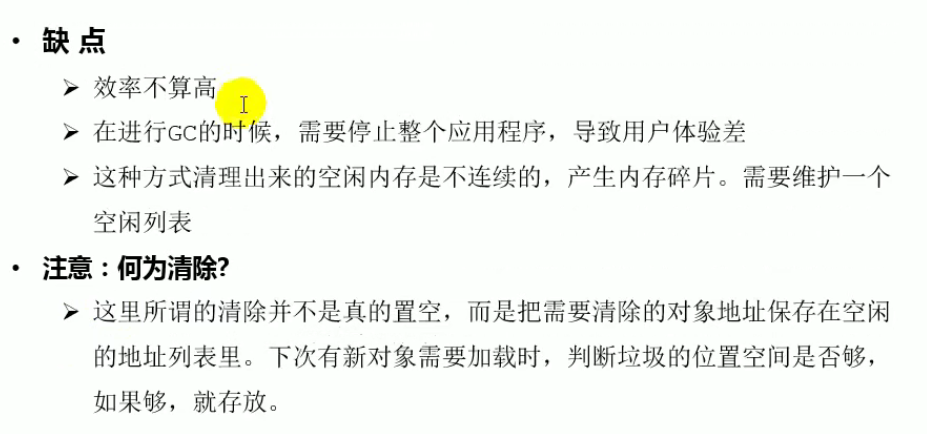 • 缺 点
➢ 效率不算高
➢ 在进行GC的时候，需要停止整个应用程序，导致用户体验差
➢ 这种方式清理出来的空闲内存是不连续的，产生内存碎片。需要维护一个
空闲列表
• 注意：何为清除?
➢ 这里所谓的清除并不是真的置空，而是把需要清除的对象地址保存在空闲
的地址列表里。下次有新对象需要加载时，判断垃圾的位置空间是否够，
如果够，就存放。